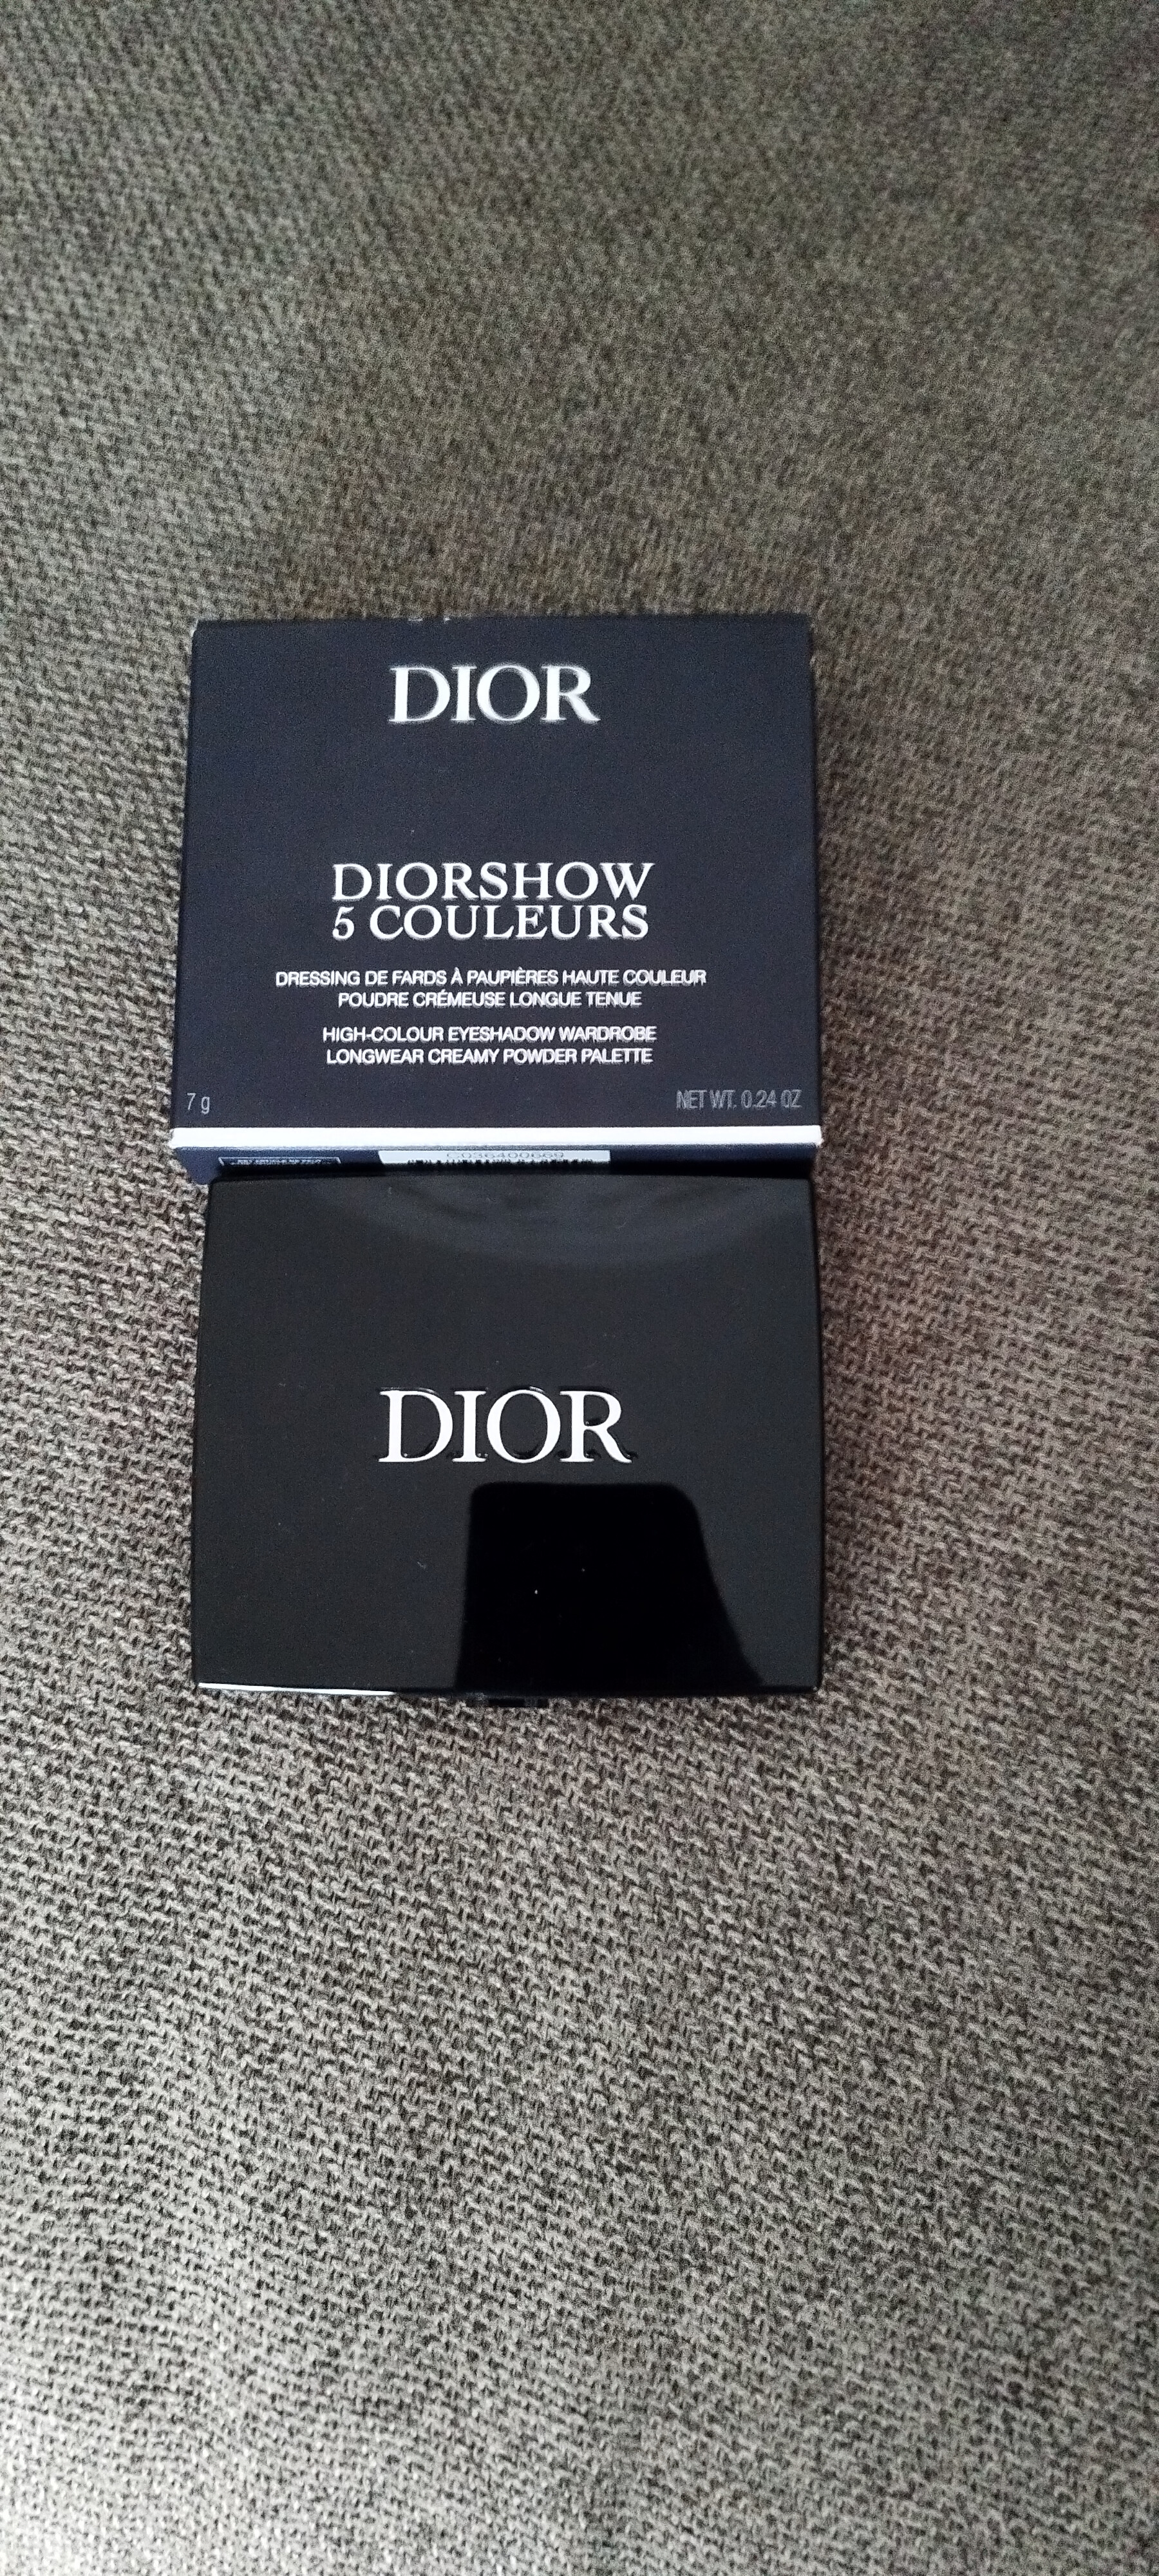 DIOR
DIORSHOW
5 COULEURS
DRESSING DE FARDS À PAUPIÈRES HAUTE COULEUR
POUDRE CRÉMEUSE LONGUE TENUE
HIGH-COLOUR EYESHADOW WARDROBE
LONGWEAR CREAMY POWDER PALETTE
7 g
NET WT. 0.24 OZ
C036400669
DIOR